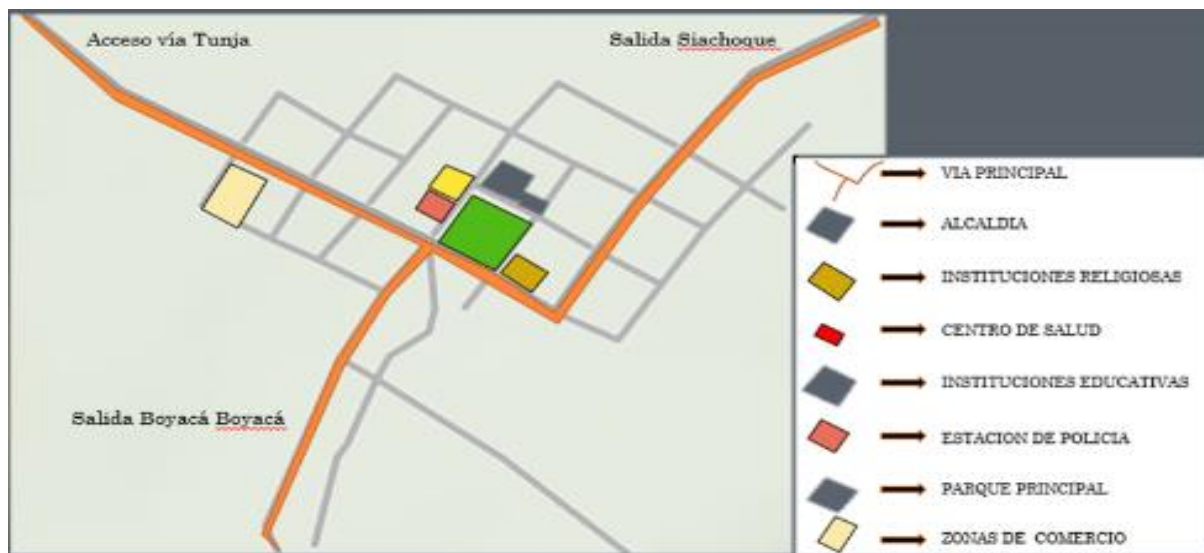 Acceso vía Tunja
Salida Siachoque
Salida Boyacá Boyacá
VIA PRINCIPAL
ALCALDIA
INSTITUCIONES RELIGIOSAS
CENTRO DE SALUD
INSTITUCIONES EDUCATIVAS
ESTACION DE POLICIA
PARQUE PRINCIPAL
ZONAS DE COMERCIO